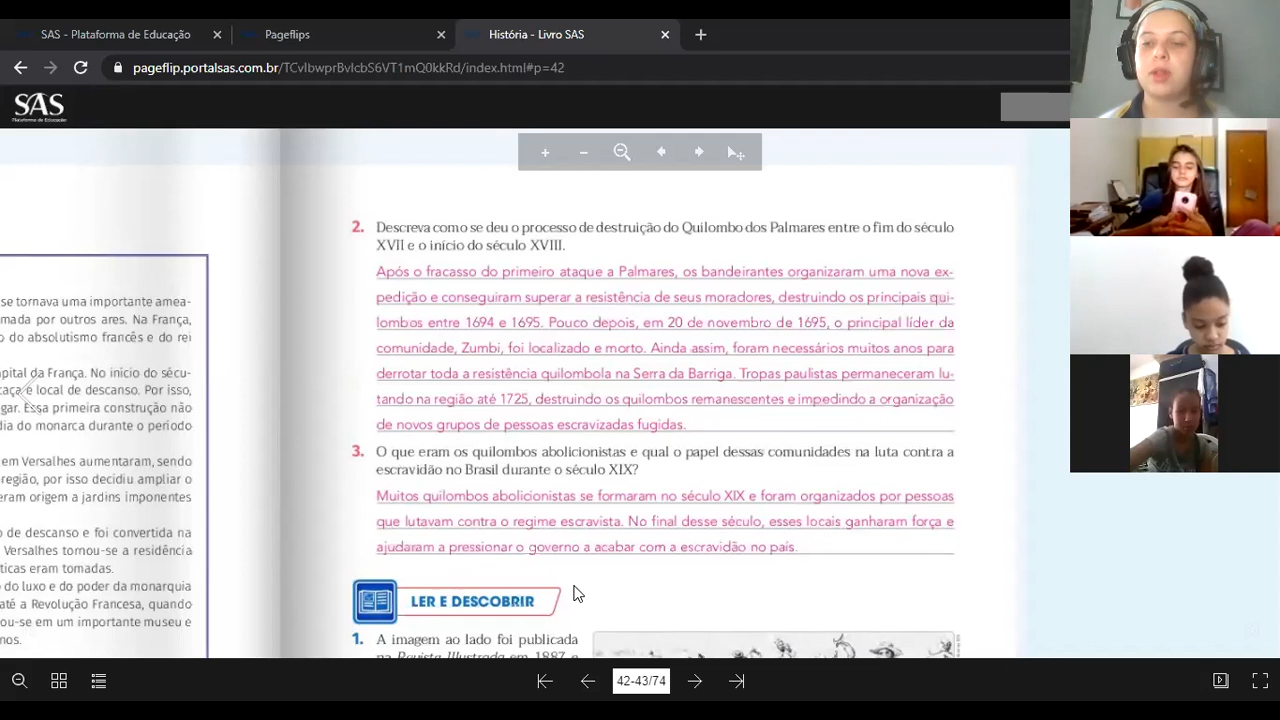 SAS - Plataforma de Educação
Pageflips
História - Livro SAS
pageflip.portalsas.com.br/TCvIbwprBvIcbS6VT1mQ0kkRd/index.html#p=42
SAS
Plataforma de Educação
se tornava uma importante amea-
mada por outros ares. Na França,
o do absolutismo francês e do rei
pital da França. No início do sécu-
caça e local de descanso. Por isso,
gar. Essa primeira construção não
dia do monarca durante o período
em Versalhes aumentaram, sendo
região, por isso decidiu ampliar o
eram origem a jardins imponentes
o de descanso e foi convertida na
Versalhes tornou-se a residência
ticas eram tomadas.
do luxo e do poder da monarquia
até a Revolução Francesa, quando
ou-se em um importante museu e
nos.
2. Descreva como se deu o processo de destruição do Quilombo dos Palmares entre o fim do século
XVII e o início do século XVIII.
Após o fracasso do primeiro ataque a Palmares, os bandeirantes organizaram uma nova ex-
pedição e conseguiram superar a resistência de seus moradores, destruindo os principais qui-
lombos entre 1694 e 1695. Pouco depois, em 20 de novembro de 1695, o principal líder da
comunidade, Zumbi, foi localizado e morto. Ainda assim, foram necessários muitos anos para
derrotar toda a resistência quilombola na Serra da Barriga. Tropas paulistas permaneceram lu-
tando na região até 1725, destruindo os quilombos remanescentes e impedindo a organização
de novos grupos de pessoas escravizadas fugidas.
3. O que eram os quilombos abolicionistas e qual o papel dessas comunidades na luta contra a
escravidão no Brasil durante o século XIX?
Muitos quilombos abolicionistas se formaram no século XIX e foram organizados por pessoas
que lutavam contra o regime escravista. No final desse século, esses locais ganharam força e
ajudaram a pressionar o governo a acabar com a escravidão no país.
LER E DESCOBRIR
1. A imagem ao lado foi publicada
na Revista Illustrada em 1887 e
42-43/74